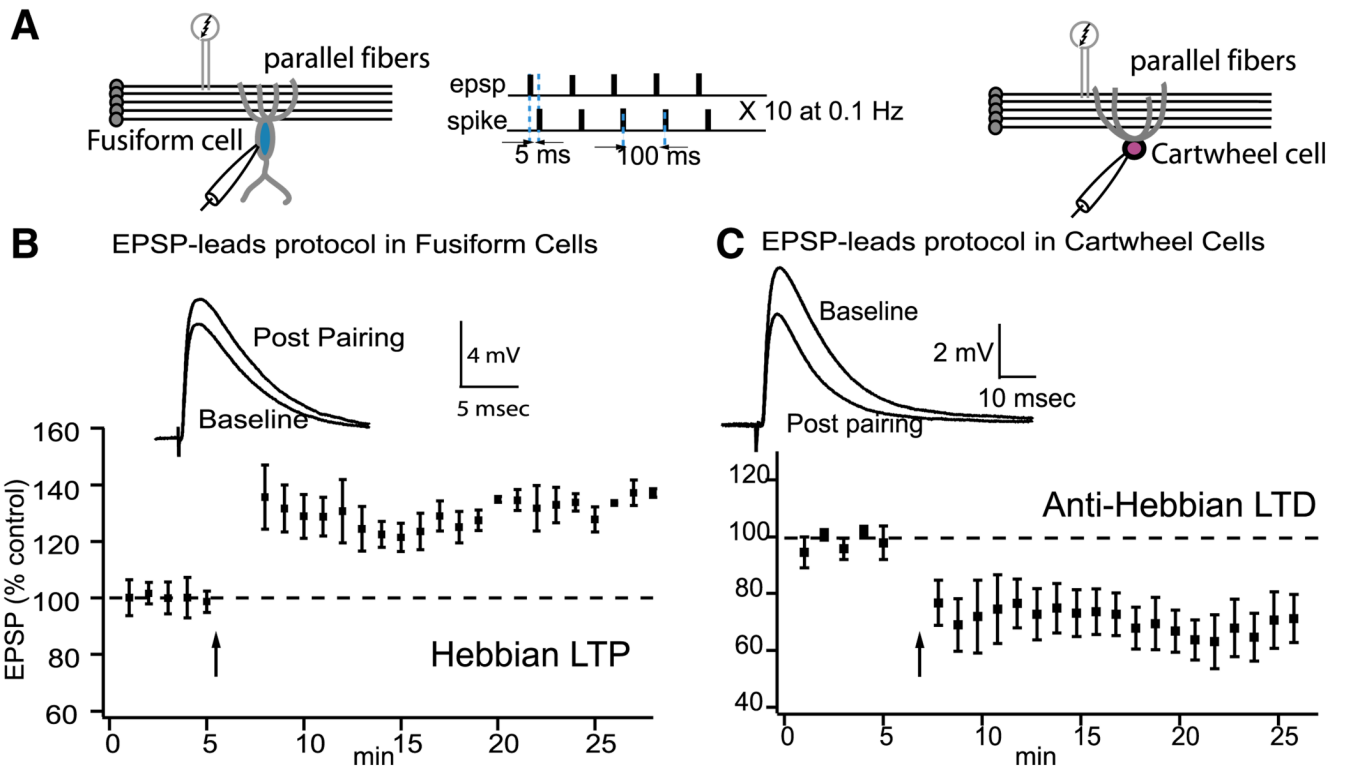 A
parallel fibers
Fusiform cell
epsp
spike
X 10 at 0.1 Hz
5 ms
100 ms
parallel fibers
Cartwheel cell
B
EPSP-leads protocol in Fusiform Cells
Post Pairing
4 mV
5 msec
Baseline
EPSP (% control)
160
140
120
100
80
60
Hebbian LTP
0
5
10
15
20
25
min
C
EPSP-leads protocol in Cartwheel Cells
Baseline
2 mV
10 msec
Post pairing
120
100
80
60
40
Anti-Hebbian LTD
0
5
10
15
20
25
min